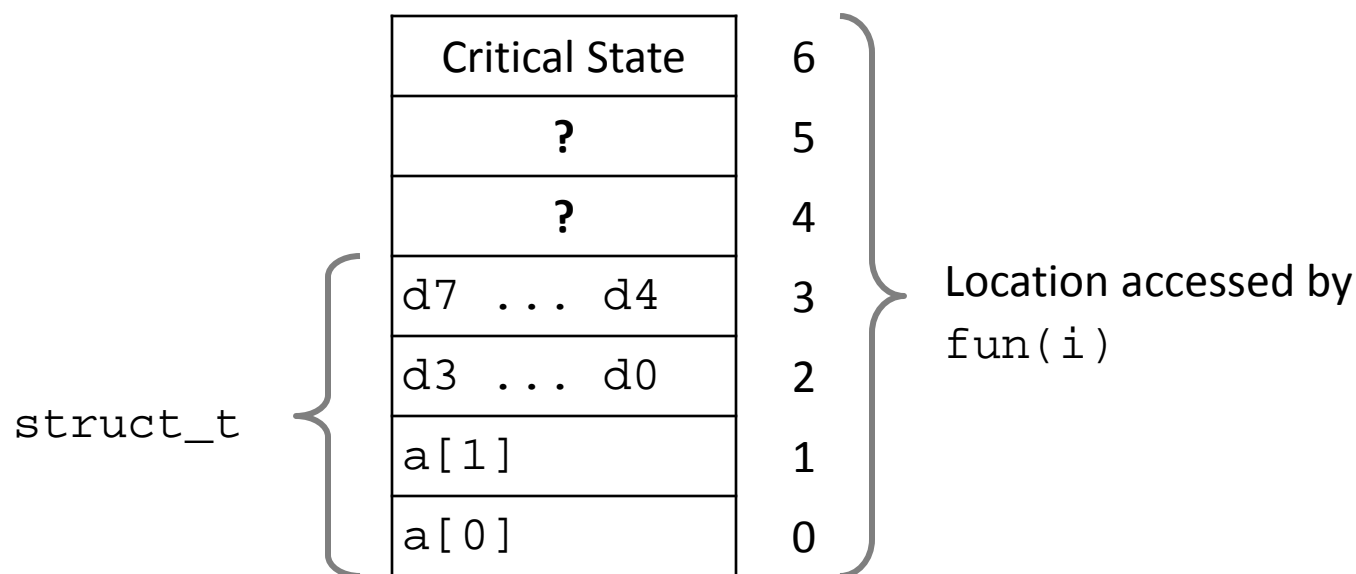 Critical State 6
? 5
? 4
d7 ... d4 3
d3 ... d0 2
a[1] 1
a[0] 0
struct_t
Location accessed by
fun(i)